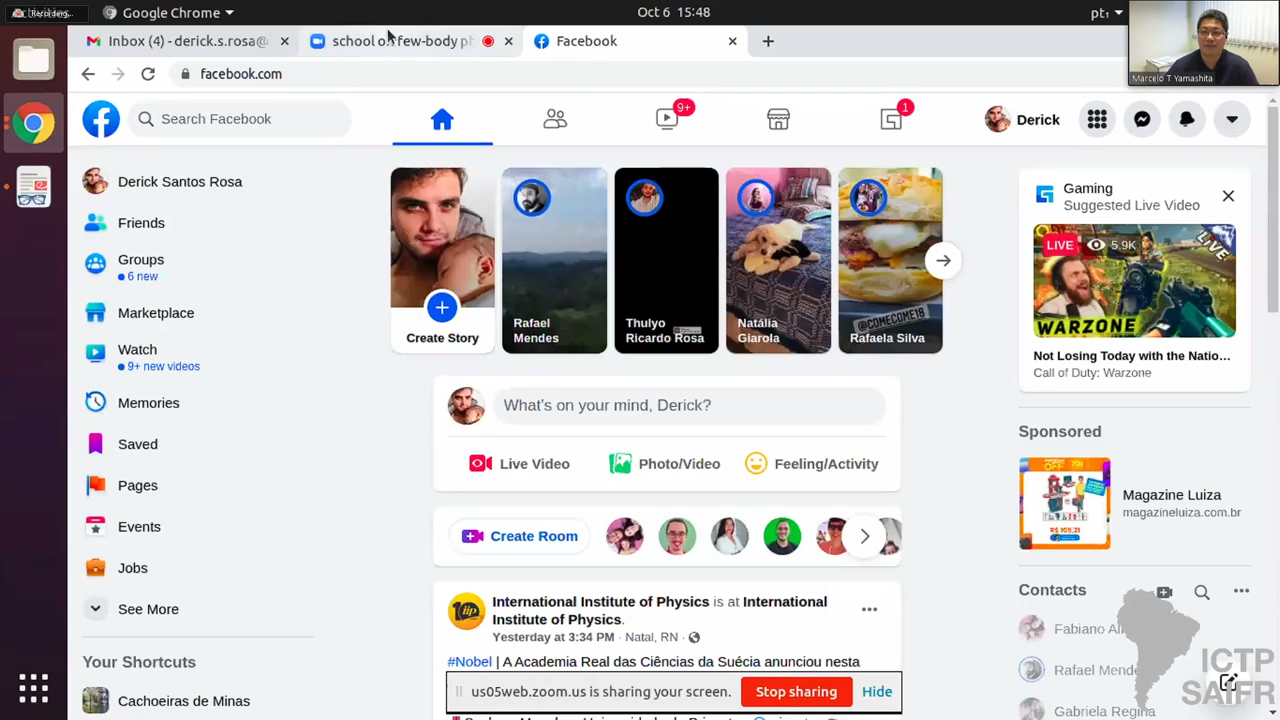 Google Chrome
Oct 6 15:48
pt₁
Marcelo T Yamashita
Inbox (4) - derick.s.rosa@
school of few-body ph
Facebook
facebook.com
Search Facebook
9+
1
Derick
Derick Santos Rosa
Friends
Groups
6 new
Marketplace
Watch
9+ new videos
Memories
Saved
Pages
Events
Jobs
See More
Your Shortcuts
Cachoeiras de Minas
Create Story
Rafael
Mendes
Thulyo
Ricardo Rosa
Natália
Giarola
@COMECOME18
Rafaela Silva
What's on your mind, Derick?
Live Video
Photo/Video
Feeling/Activity
Create Room
International Institute of Physics is at International
Institute of Physics.
Yesterday at 3:34 PM · Natal, RN ·
#Nobel | A Academia Real das Ciências da Suécia anunciou nesta
us05web.zoom.us is sharing your screen.
Stop sharing
Hide
Gaming
Suggested Live Video
LIVE
5.9K
LIVE
WARZONE
Not Losing Today with the Natio...
Call of Duty: Warzone
Sponsored
Magazine Luiza
magazineluiza.com.br
Contacts
Rafael Mende
Gabriela Regina
ICTP
SAIFR